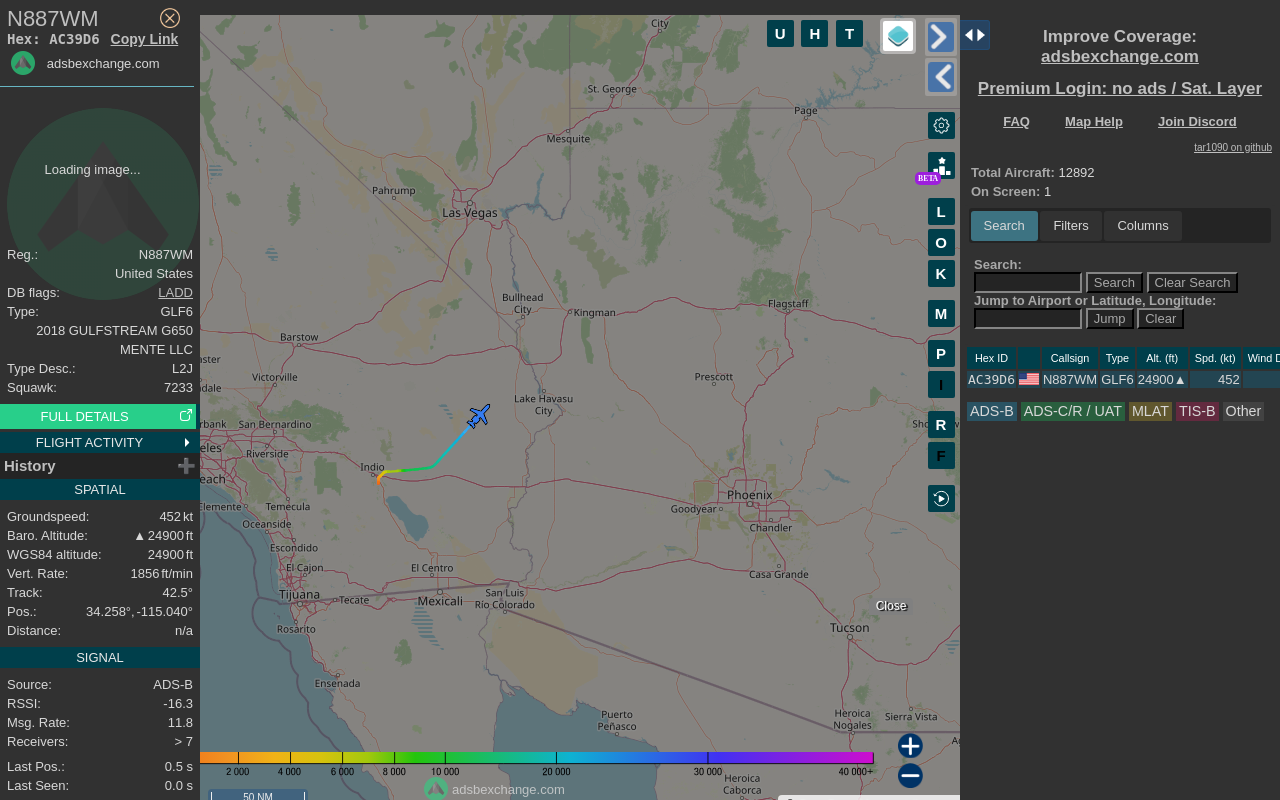 N887WM
Hex: AC39D6 Copy Link
adsbexchange.com
Loading image...
Reg.: N887WM
United States
DB flags: LADD
Type: GLF6
2018 GULFSTREAM G650
MENTE LLC
Type Desc.: L2J
Squawk: 7233
FULL DETAILS
FLIGHT ACTIVITY
History
SPATIAL
Groundspeed: 452 kt
Baro. Altitude: ▲ 24900 ft
WGS84 altitude: 24900 ft
Vert. Rate: 1856 ft/min
Track: 42.5°
Pos.: 34.258°, -115.040°
Distance: n/a
SIGNAL
Source: ADS-B
RSSI: -16.3
Msg. Rate: 11.8
Receivers: > 7
Last Pos.: 0.5 s
Last Seen: 0.0 s
City
St. George
Page
Mesquite
Pahrump
Las Vegas
Bullhead
City
Kingman
Flagstaff
Barstow
aster
Victorville
dale
Prescott
Lake Havasu
City
rbank
San Bernardino
Sho
w
eles
Riverside
Indio
each
Phoenix
Clemente
Temecula
Goodyear
Oceanside
Chandler
Escondido
El Cajon
El Centro
Casa Grande
Tijuana
Tecate
Mexicali
San Luis
Río Colorado
Close
Rosarito
Tucson
Ensenada
Puerto
Peñasco
Heroica
Nogales
Sierra Vista
Ag
2 000 4 000 6 000 8 000 10 000 20 000 30 000 40 000+
Heroica
Caborca
adsbexchange.com
50 NM
U H T
BETA
L
O
K
M
P
I
R
F
Improve Coverage:
adsbexchange.com
Premium Login: no ads / Sat. Layer
FAQ Map Help Join Discord
tar1090 on github
Total Aircraft: 12892
On Screen: 1
Search Filters Columns
Search:
Search Clear Search
Jump to Airport or Latitude, Longitude:
Jump Clear
Hex ID Callsign Type Alt. (ft) Spd. (kt) Wind D
AC39D6 N887WM GLF6 24900▲ 452
ADS-B ADS-C/R / UAT MLAT TIS-B Other